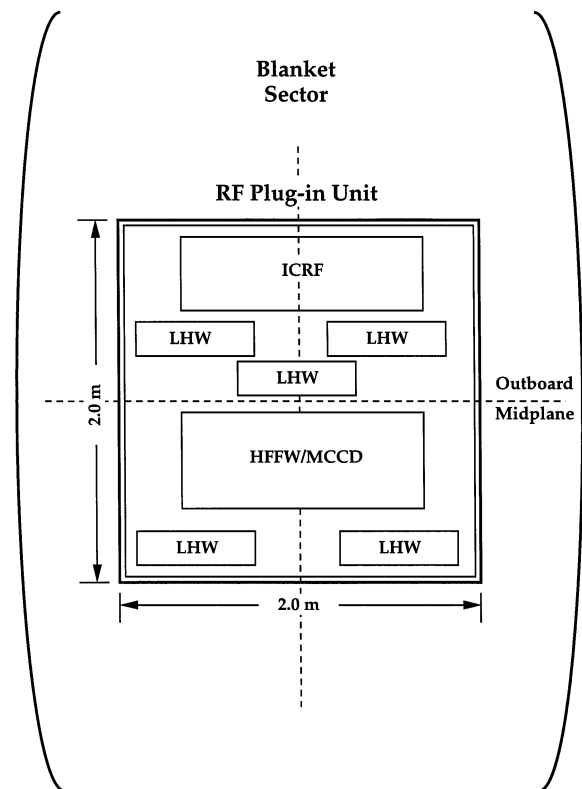 Blanket
Sector
RF Plug-in Unit
ICRF
LHW
LHW
LHW
Outboard
Midplane
2.0 m
HFFW/MCCD
LHW
LHW
2.0 m